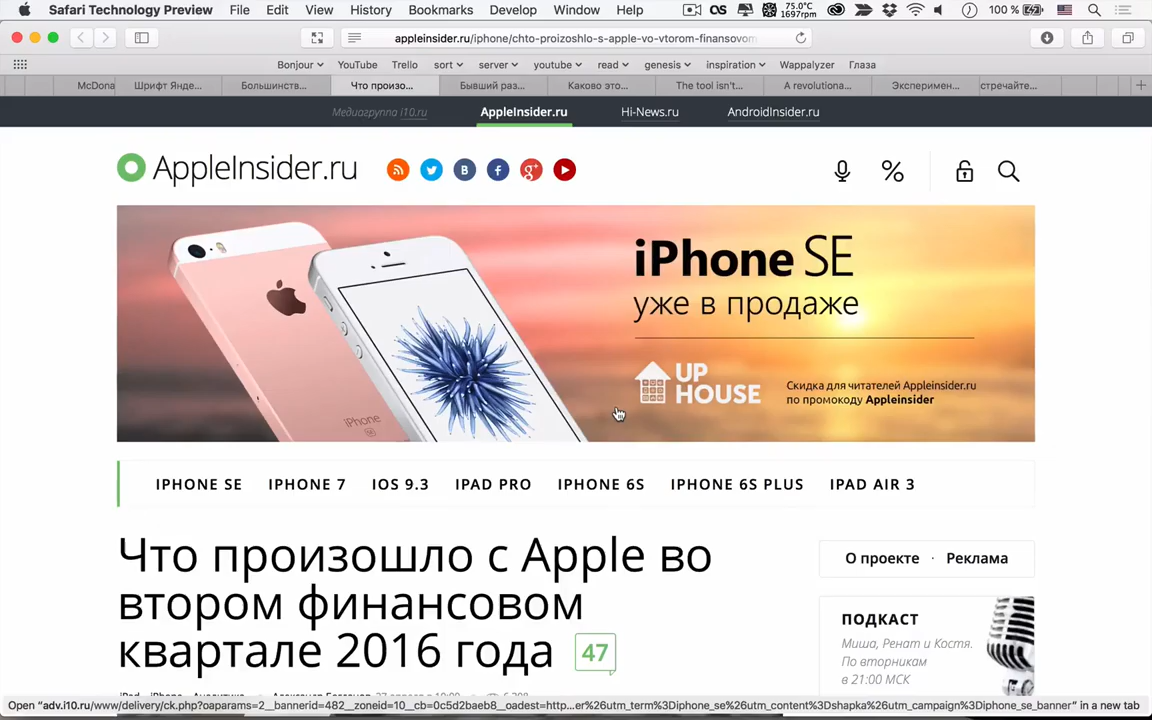 Safari Technology Preview File Edit View History Bookmarks Develop Window Help 75.0°C 1697rpm 100 %
appleinsider.ru/iphone/chto-proizoshlo-s-apple-vo-vtorom-finansovom
Bonjour YouTube Trello sort server youtube read genesis inspiration Wappalyzer Глаза
McDona Шрифт Янде... Большинств... Что произо... Бывший раз... Каково это... The tool isn't... A revolutiona... Эксперимен... стречайте...
Медиагруппа i10.ru AppleInsider.ru Hi-News.ru AndroidInsider.ru
AppleInsider.ru
iPhone SE
уже в продаже
UP HOUSE
Скидка для читателей Appleinsider.ru
по промокоду Appleinsider
iPhone
SE
IPHONE SE IPHONE 7 IOS 9.3 IPAD PRO IPHONE 6S IPHONE 6S PLUS IPAD AIR 3
Что произошло с Apple во
втором финансовом
квартале 2016 года 47
О проекте · Реклама
ПОДКАСТ
Миша, Ренат и Костя.
По вторникам
в 21:00 МСК
Open “adv.i10.ru/www/delivery/ck.php?oaparams=2__bannerid=482__zoneid=10__cb=0c5d2baeb8__oadest=http...er%26utm_term%3Diphone_se%26utm_content%3Dshapka%26utm_campaign%3Diphone_se_banner” in a new tab